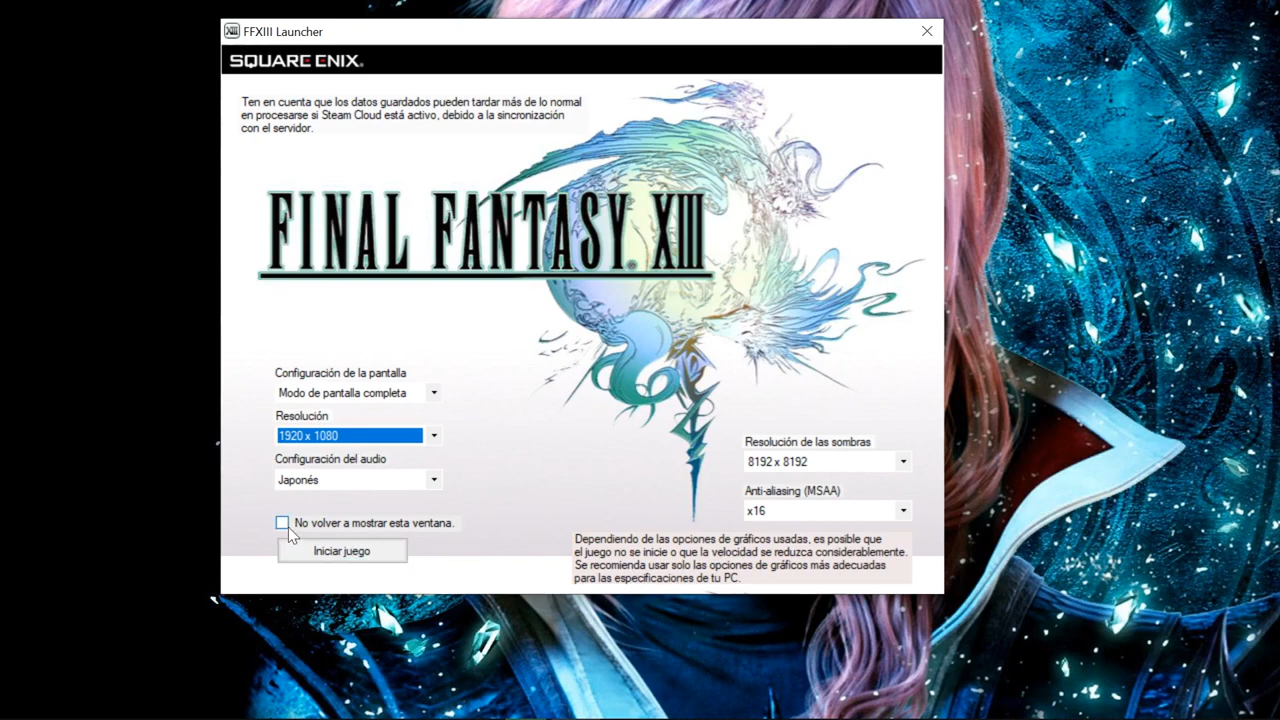 FFXIII Launcher
SQUARE ENIX®
Ten en cuenta que los datos guardados pueden tardar más de lo normal
en procesarse si Steam Cloud está activo, debido a la sincronización
con el servidor.
FINAL FANTASY® XIII
Configuración de la pantalla
Modo de pantalla completa
Resolución
1920 x 1080
Configuración del audio
Japonés
No volver a mostrar esta ventana.
Iniciar juego
Resolución de las sombras
8192 x 8192
Anti-aliasing (MSAA)
x16
Dependiendo de las opciones de gráficos usadas, es posible que
el juego no se inicie o que la velocidad se reduzca considerablemente.
Se recomienda usar solo las opciones de gráficos más adecuadas
para las especificaciones de tu PC.